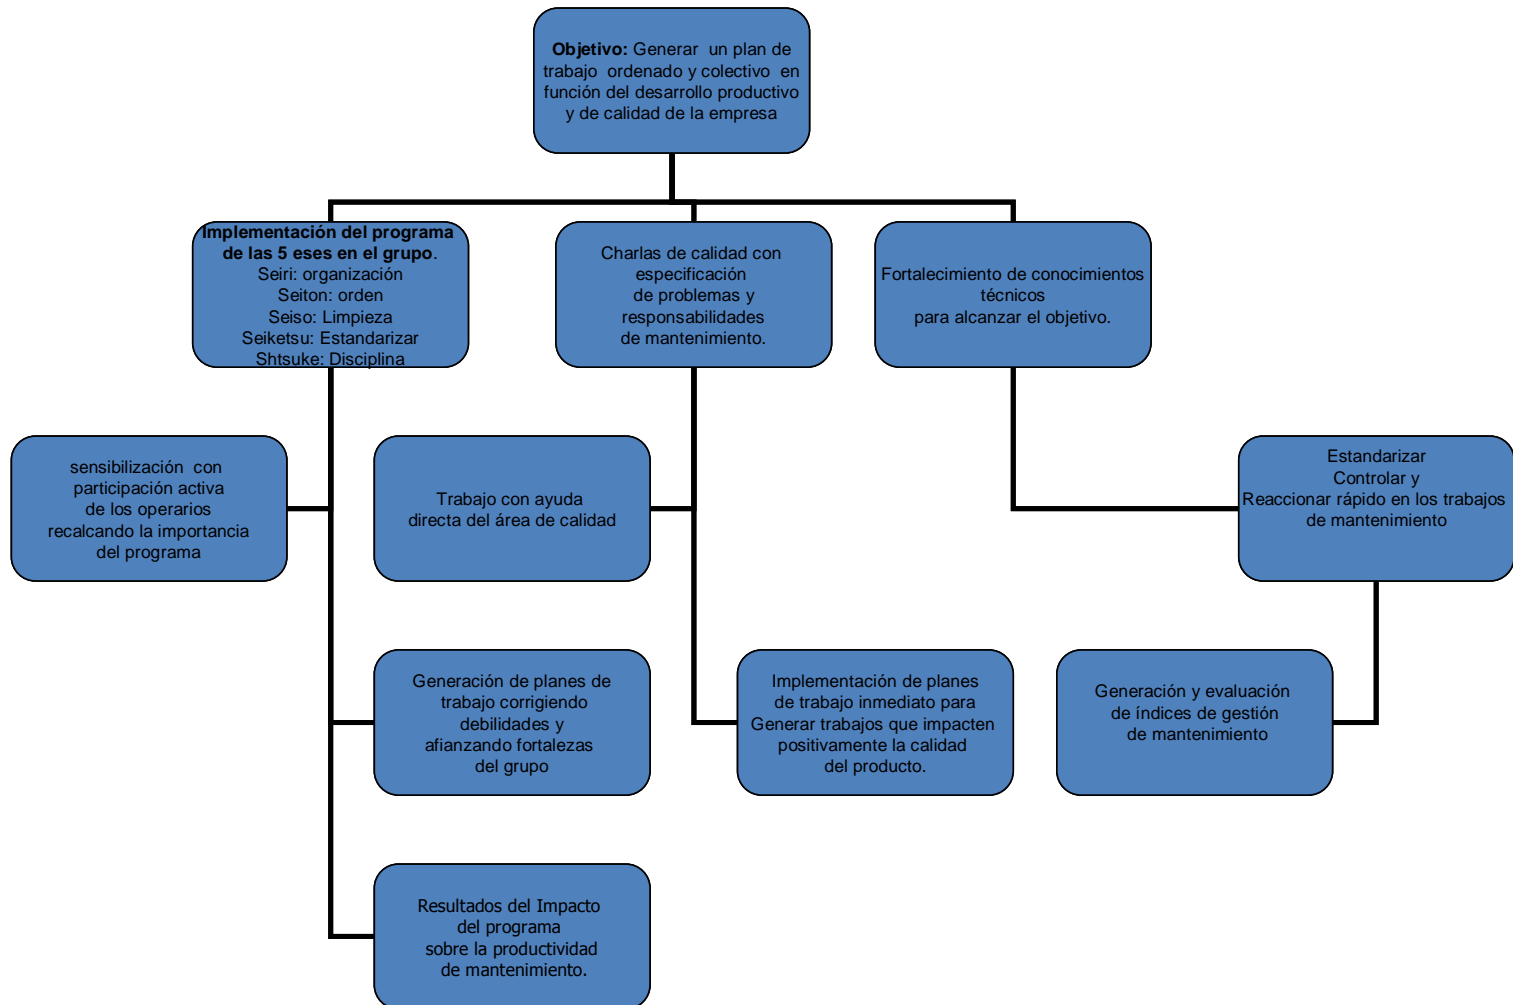 Objetivo: Generar un plan de
trabajo ordenado y colectivo en
función del desarrollo productivo
y de calidad de la empresa
Implementación del programa
de las 5 eses en el grupo.
Seiri: organización
Seiton: orden
Seiso: Limpieza
Seiketsu: Estandarizar
Shtsuke: Disciplina
Charlas de calidad con
especificación
de problemas y
responsabilidades
de mantenimiento.
Fortalecimiento de conocimientos
técnicos
para alcanzar el objetivo.
sensibilización con
participación activa
de los operarios
recalcando la importancia
del programa
Trabajo con ayuda
directa del área de calidad
Estandarizar
Controlar y
Reaccionar rápido en los trabajos
de mantenimiento
Generación de planes de
trabajo corrigiendo
debilidades y
afianzando fortalezas
del grupo
Implementación de planes
de trabajo inmediato para
Generar trabajos que impacten
positivamente la calidad
del producto.
Generación y evaluación
de índices de gestión
de mantenimiento
Resultados del Impacto
del programa
sobre la productividad
de mantenimiento.